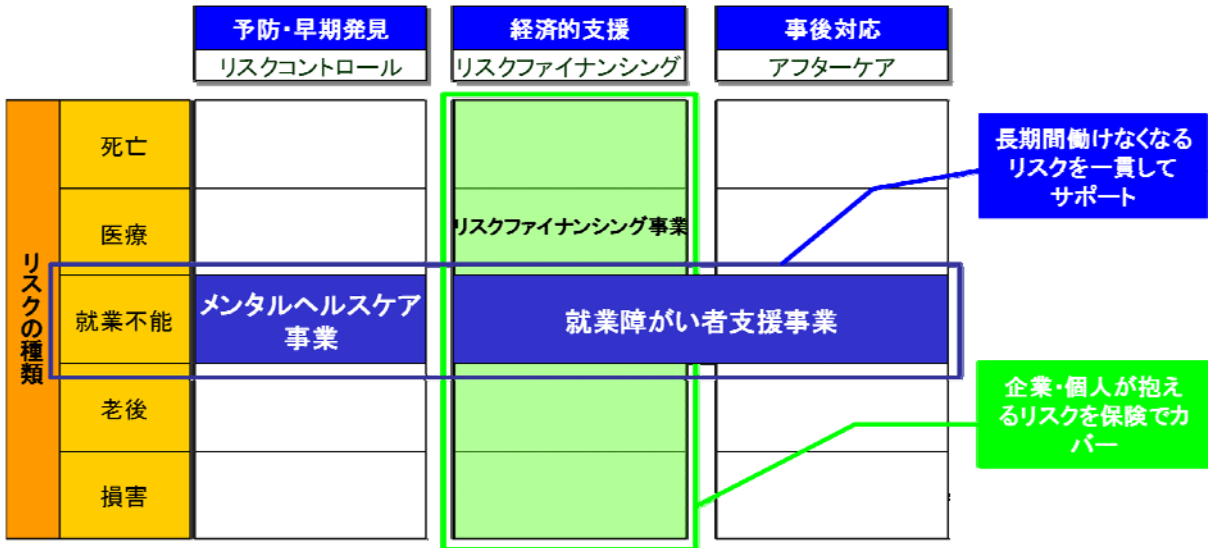 予防・早期発見
リスクコントロール
経済的支援
リスクファイナンシング
事後対応
アフターケア
リスクの種類
死亡
医療
就業不能
老後
損害
リスクファイナンシング事業
メンタルヘルスケア
事業
就業障がい者支援事業
長期間働けなくなる
リスクを一貫して
サポート
企業・個人が抱え
るリスクを保険でカ
バー